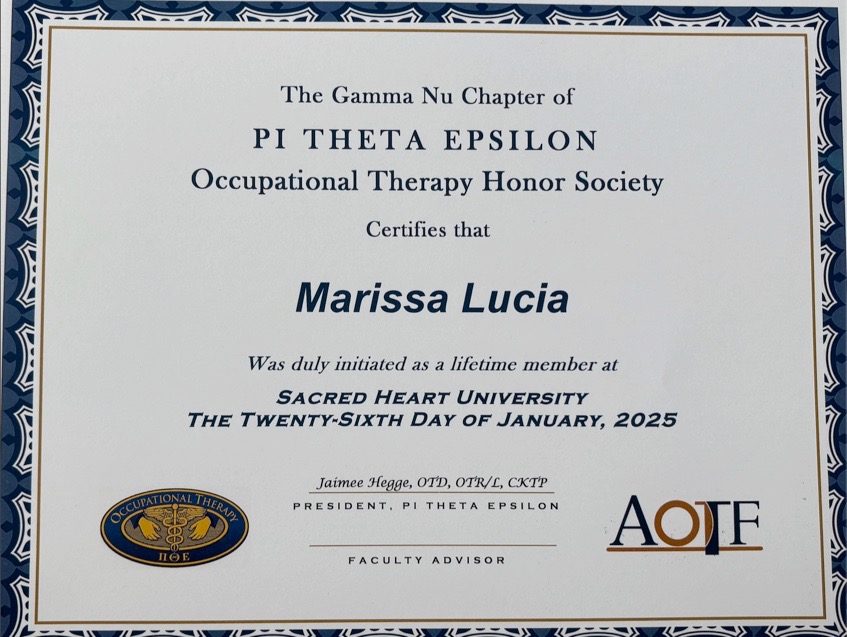 The Gamma Nu Chapter of
PI THETA EPSILON
Occupational Therapy Honor Society
Certifies that
Marissa Lucia
Was duly initiated as a lifetime member at
SACRED HEART UNIVERSITY
THE TWENTY-SIXTH DAY OF JANUARY, 2025
Jaimee Hegge, OTD, OTR/L, CKTP
PRESIDENT, PI THETA EPSILON
FACULTY ADVISOR
OCCUPATIONAL THERAPY
ΠΘΕ
AOTF